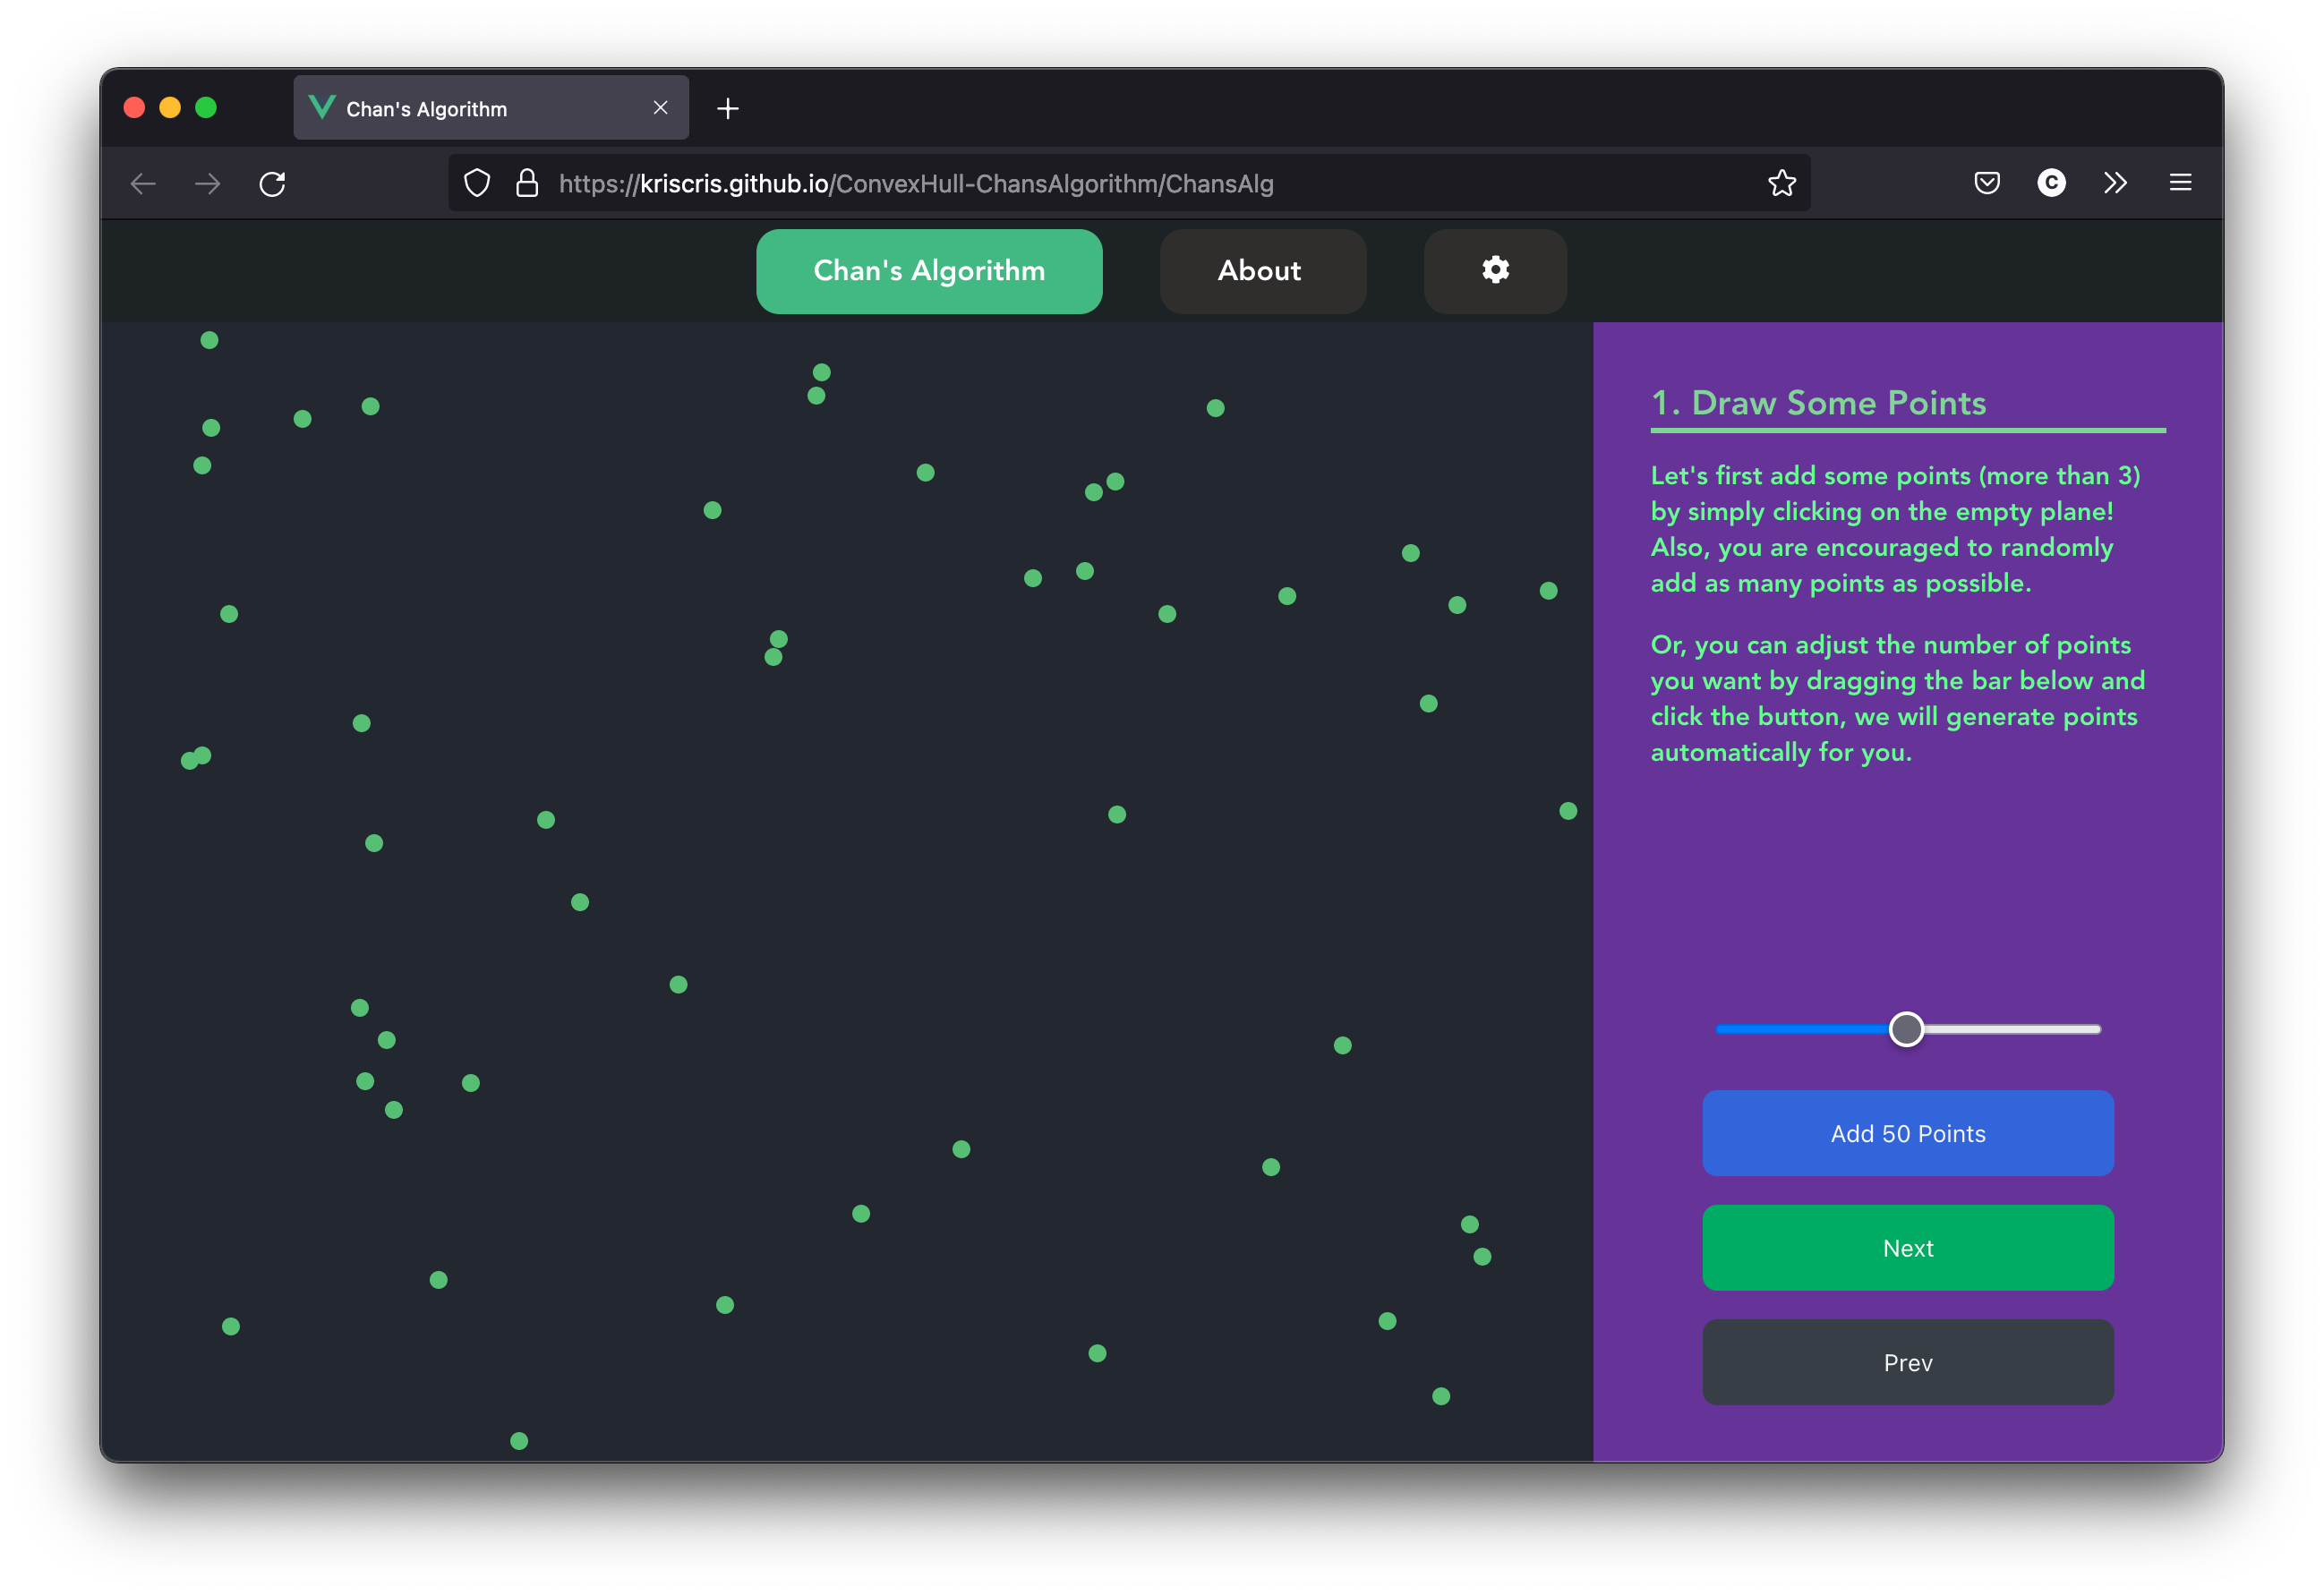 Chan's Algorithm
https://kriscris.github.io/ConvexHull-ChansAlgorithm/ChansAlg
C
Chan's Algorithm
About
1. Draw Some Points
Let's first add some points (more than 3)
by simply clicking on the empty plane!
Also, you are encouraged to randomly
add as many points as possible.
Or, you can adjust the number of points
you want by dragging the bar below and
click the button, we will generate points
automatically for you.
Add 50 Points
Next
Prev